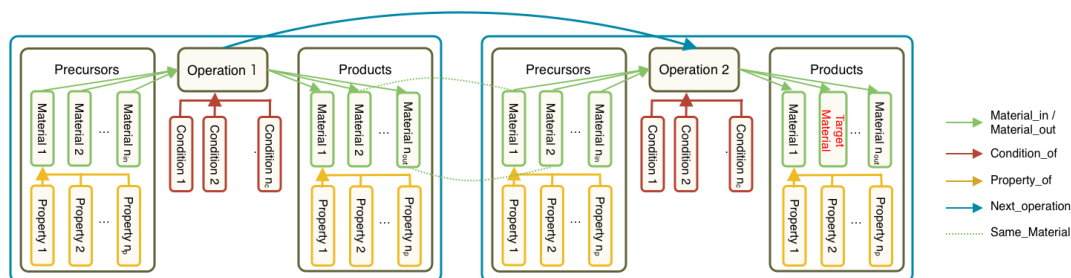 Precursors
Operation 1
Products
Material 1
Material 2
...
Material n_in
Condition 1
Condition 2
Condition n_c
Material 1
Material 2
...
Material n_out
Property 1
Property 2
...
Property n_p
Property 1
Property 2
...
Property n_p
Precursors
Operation 2
Products
Material 1
Material 2
...
Material n_in
Condition 1
Condition 2
Condition n_c
Material 1
Target
Material
...
Material n_out
Property 1
Property 2
...
Property n_p
Property 1
Property 2
...
Property n_p
Material_in /
Material_out
Condition_of
Property_of
Next_operation
Same_Material